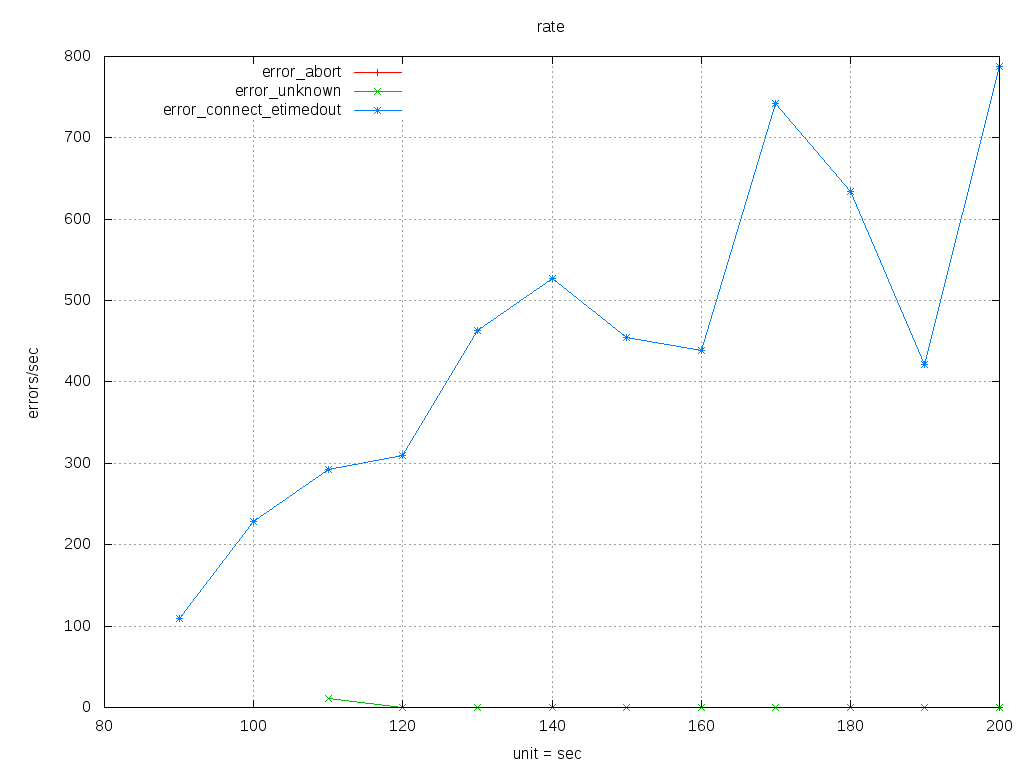 rate
800
700
600
500
400
300
200
100
0
errors/sec
error_abort
error_unknown
error_connect_etimedout
80 100 120 140 160 180 200
unit = sec